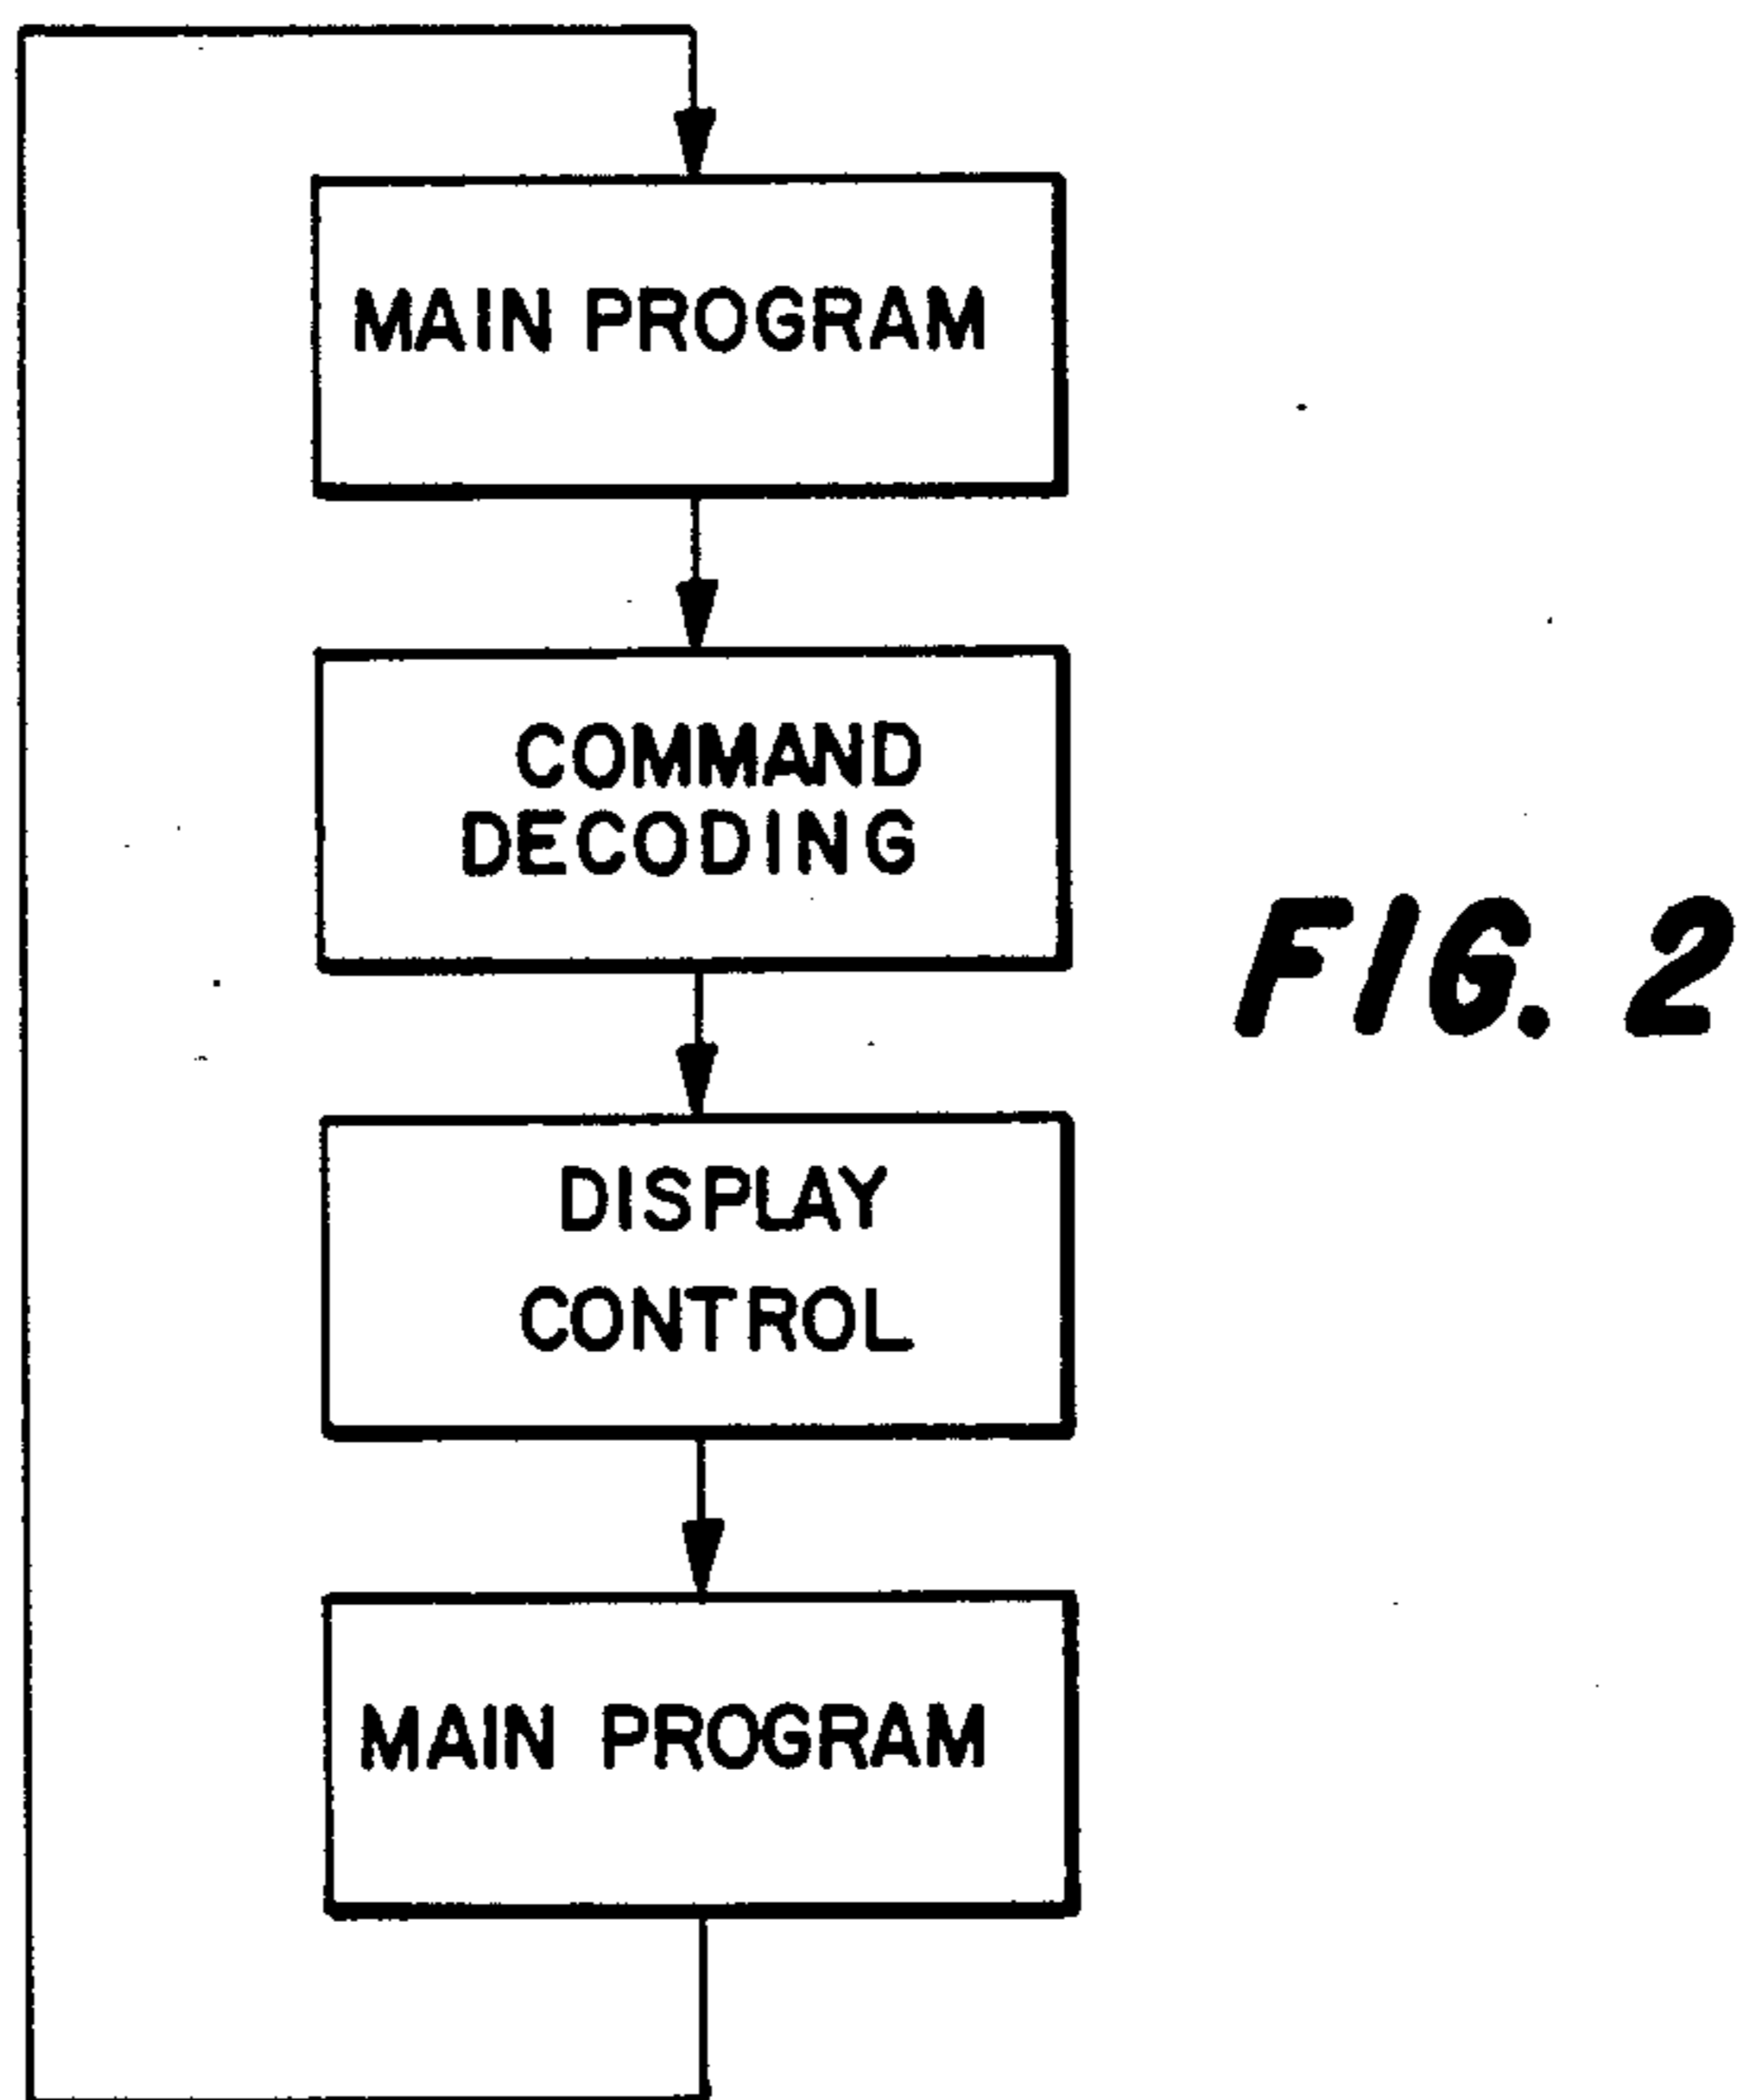 MAIN PROGRAM
COMMAND
DECODING
DISPLAY
CONTROL
MAIN PROGRAM
FIG. 2